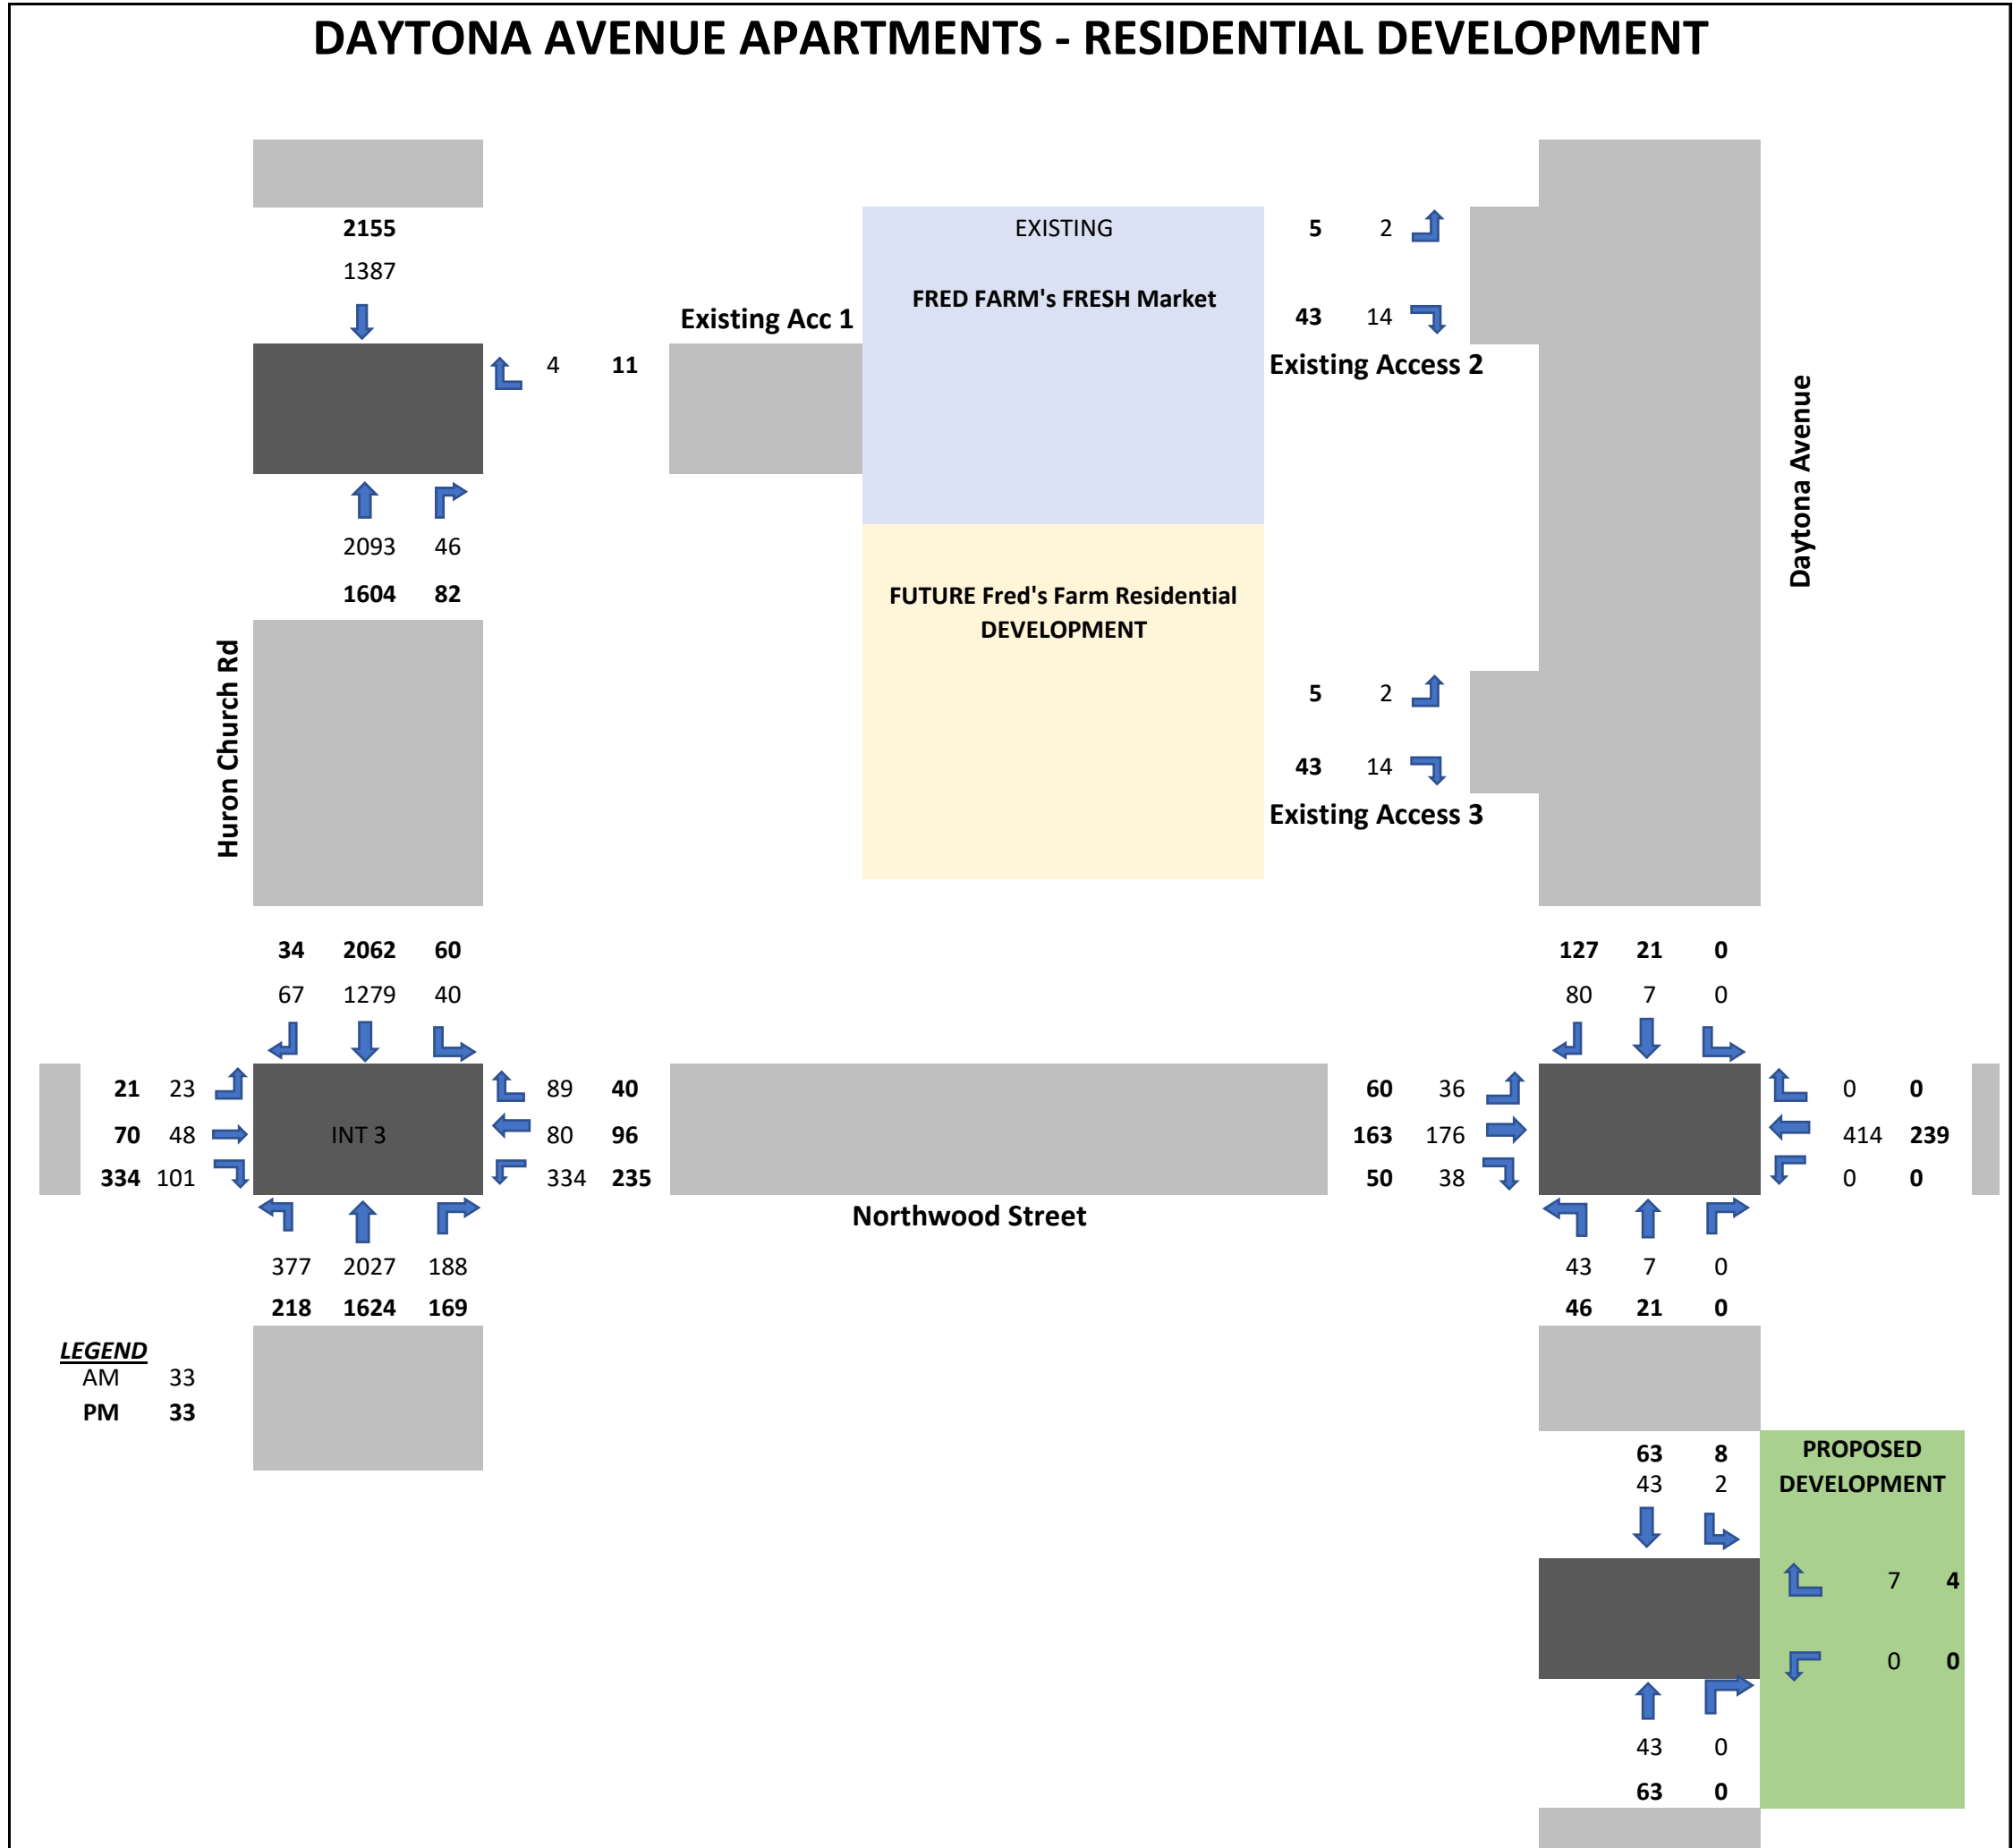 DAYTONA AVENUE APARTMENTS - RESIDENTIAL DEVELOPMENT
2155
1387
EXISTING
FRED FARM's FRESH Market
5 2
43 14
Existing Access 2
Existing Acc 1
4 11
2093 46
1604 82
Daytona Avenue
FUTURE Fred's Farm Residential
DEVELOPMENT
Huron Church Rd
5 2
43 14
Existing Access 3
34 2062 60
67 1279 40
127 21 0
80 7 0
21 23
70 48
334 101
INT 3
89 40
80 96
334 235
60 36
163 176
50 38
0 0
414 239
0 0
Northwood Street
377 2027 188
218 1624 169
43 7 0
46 21 0
LEGEND
AM 33
PM 33
63 8
43 2
PROPOSED
DEVELOPMENT
7 4
0 0
43 0
63 0